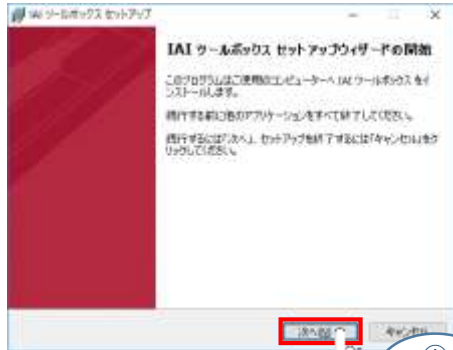 IAI ツールボックス セットアップ
IAI ツールボックス セットアップウィザードの開始
このプログラムはご使用のコンピューターへ IAI ツールボックス をイ
ンストールします。
続行する前に他のアプリケーションをすべて終了してください。
続行するには「次へ」、セットアップを終了するには「キャンセル」をク
リックしてください。
次へ(N)
キャンセル